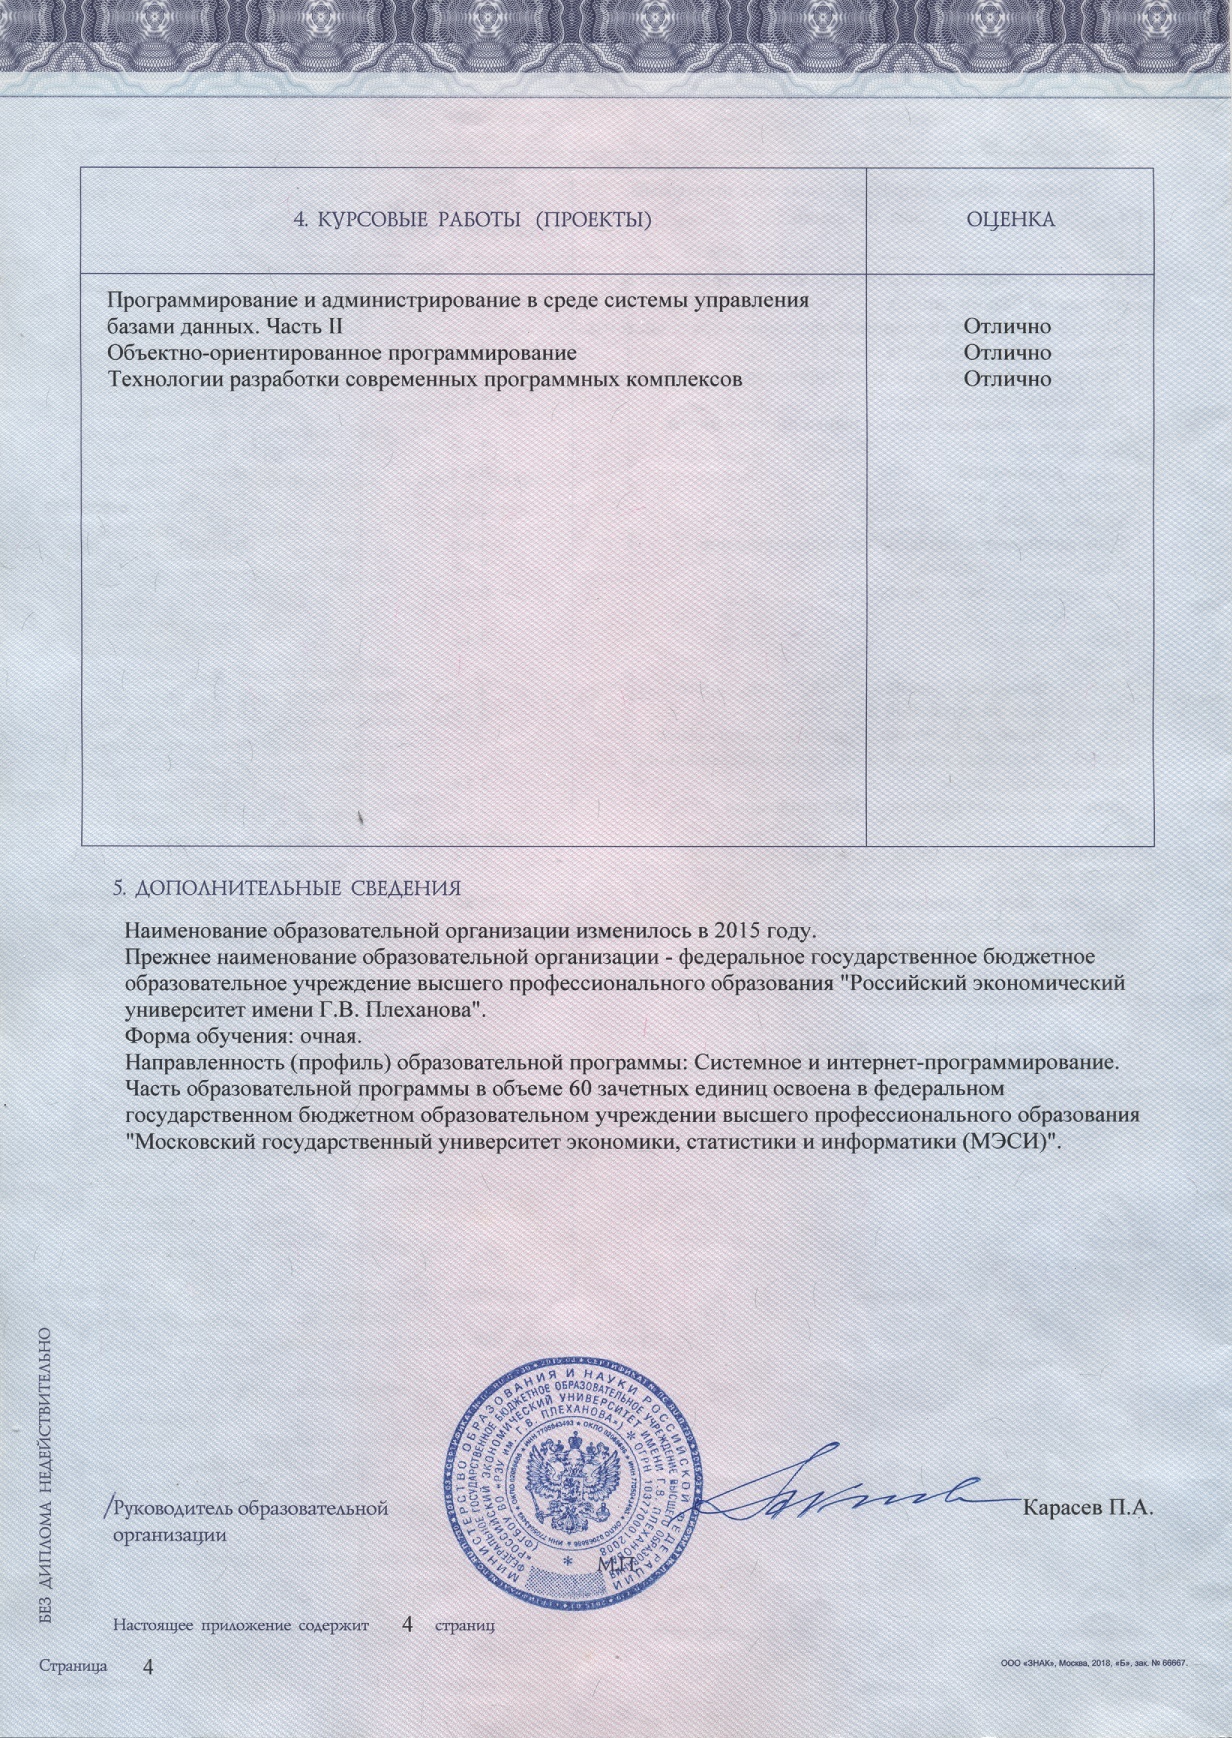 4. КУРСОВЫЕ РАБОТЫ (ПРОЕКТЫ)
ОЦЕНКА
Программирование и администрирование в среде системы управления
базами данных. Часть II Отлично
Объектно-ориентированное программирование Отлично
Технологии разработки современных программных комплексов Отлично
5. ДОПОЛНИТЕЛЬНЫЕ СВЕДЕНИЯ
Наименование образовательной организации изменилось в 2015 году.
Прежнее наименование образовательной организации - федеральное государственное бюджетное
образовательное учреждение высшего профессионального образования "Российский экономический
университет имени Г.В. Плеханова".
Форма обучения: очная.
Направленность (профиль) образовательной программы: Системное и интернет-программирование.
Часть образовательной программы в объеме 60 зачетных единиц освоена в федеральном
государственном бюджетном образовательном учреждении высшего профессионального образования
"Московский государственный университет экономики, статистики и информатики (МЭСИ)".
БЕЗ ДИПЛОМА НЕДЕЙСТВИТЕЛЬНО
МИНИСТЕРСТВО ОБРАЗОВАНИЯ И НАУКИ РОССИЙСКОЙ ФЕДЕРАЦИИ
ФЕДЕРАЛЬНОЕ ГОСУДАРСТВЕННОЕ БЮДЖЕТНОЕ ОБРАЗОВАТЕЛЬНОЕ УЧРЕЖДЕНИЕ ВЫСШЕГО ОБРАЗОВАНИЯ
«РОССИЙСКИЙ ЭКОНОМИЧЕСКИЙ УНИВЕРСИТЕТ ИМЕНИ Г.В. ПЛЕХАНОВА»
(ФГБОУ ВО «РЭУ им. Г. В. ПЛЕХАНОВА») * ОГРН 1037700012008
/Руководитель образовательной
организации
М.П.
Карасев П.А.
Настоящее приложение содержит 4 страниц
Страница 4
ООО «ЗНАК», Москва, 2018, «Б», зак. № 66667.